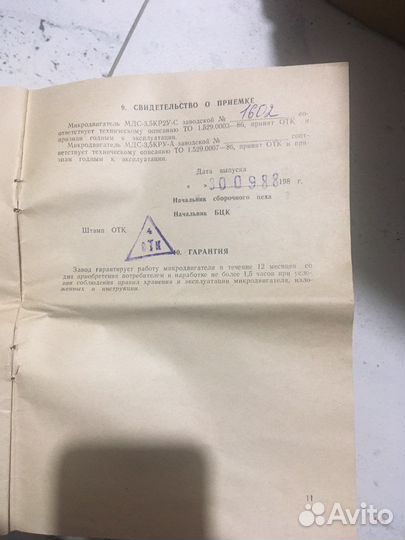 9. СВИДЕТЕЛЬСТВО О ПРИЕМКЕ
Микродвигатель МДС-3,5КР2У-С заводской № 1602 со-
ответствует техническому описанию ТО 1.529.0003—86, принят ОТК и
признан годным к эксплуатации.
Микродвигатель МДС-3,5КРУ-А заводской № соот-
ветствует техническому описанию ТО 1.529.0007—86, принят ОТК и при-
знан годным к эксплуатации.
Дата выпуска
« » 300988 198 г.
Начальник сборочного цеха
Начальник БЦК
Штамп ОТК
4
ОТК
10. ГАРАНТИЯ
Завод гарантирует работу микродвигателя в течение 12 месяцев со
дня приобретения потребителем и наработке не более 1,5 часов при усло-
вии соблюдения правил хранения и эксплуатации микродвигателя, изло-
женных в инструкции.
11
Avito